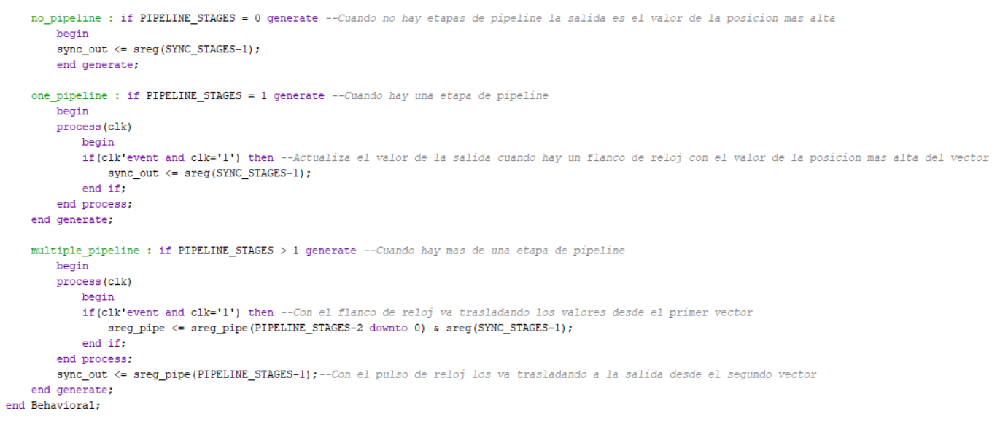 no_pipeline : if PIPELINE_STAGES = 0 generate --Cuando no hay etapas de pipeline la salida es el valor de la posicion mas alta
begin
sync_out <= sreg(SYNC_STAGES-1);
end generate;
one_pipeline : if PIPELINE_STAGES = 1 generate --Cuando hay una etapa de pipeline
begin
process(clk)
begin
if(clk'event and clk='1') then --Actualiza el valor de la salida cuando hay un flanco de reloj con el valor de la posicion mas alta del vector
sync_out <= sreg(SYNC_STAGES-1);
end if;
end process;
end generate;
multiple_pipeline : if PIPELINE_STAGES > 1 generate --Cuando hay mas de una etapa de pipeline
begin
process(clk)
begin
if(clk'event and clk='1') then --Con el flanco de reloj va trasladando los valores desde el primer vector
sreg_pipe <= sreg_pipe(PIPELINE_STAGES-2 downto 0) & sreg(SYNC_STAGES-1);
end if;
end process;
sync_out <= sreg_pipe(PIPELINE_STAGES-1);--Con el pulso de reloj los va trasladando a la salida desde el segundo vector
end generate;
end Behavioral;